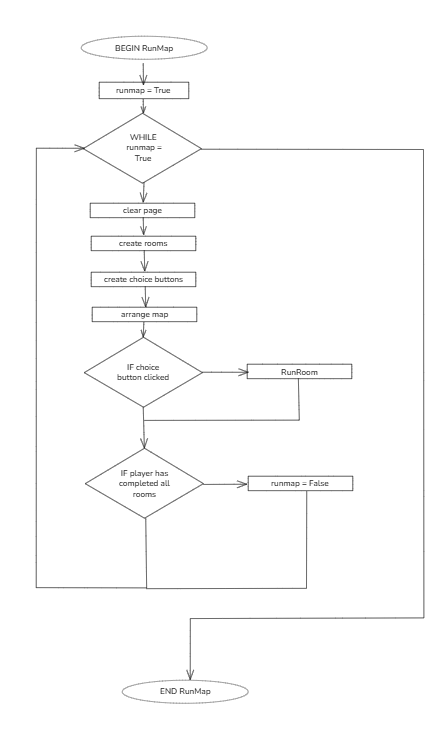 BEGIN RunMap
runmap = True
WHILE
runmap =
True
clear page
create rooms
create choice buttons
arrange map
IF choice
button clicked
RunRoom
IF player has
completed all
rooms
runmap = False
END RunMap